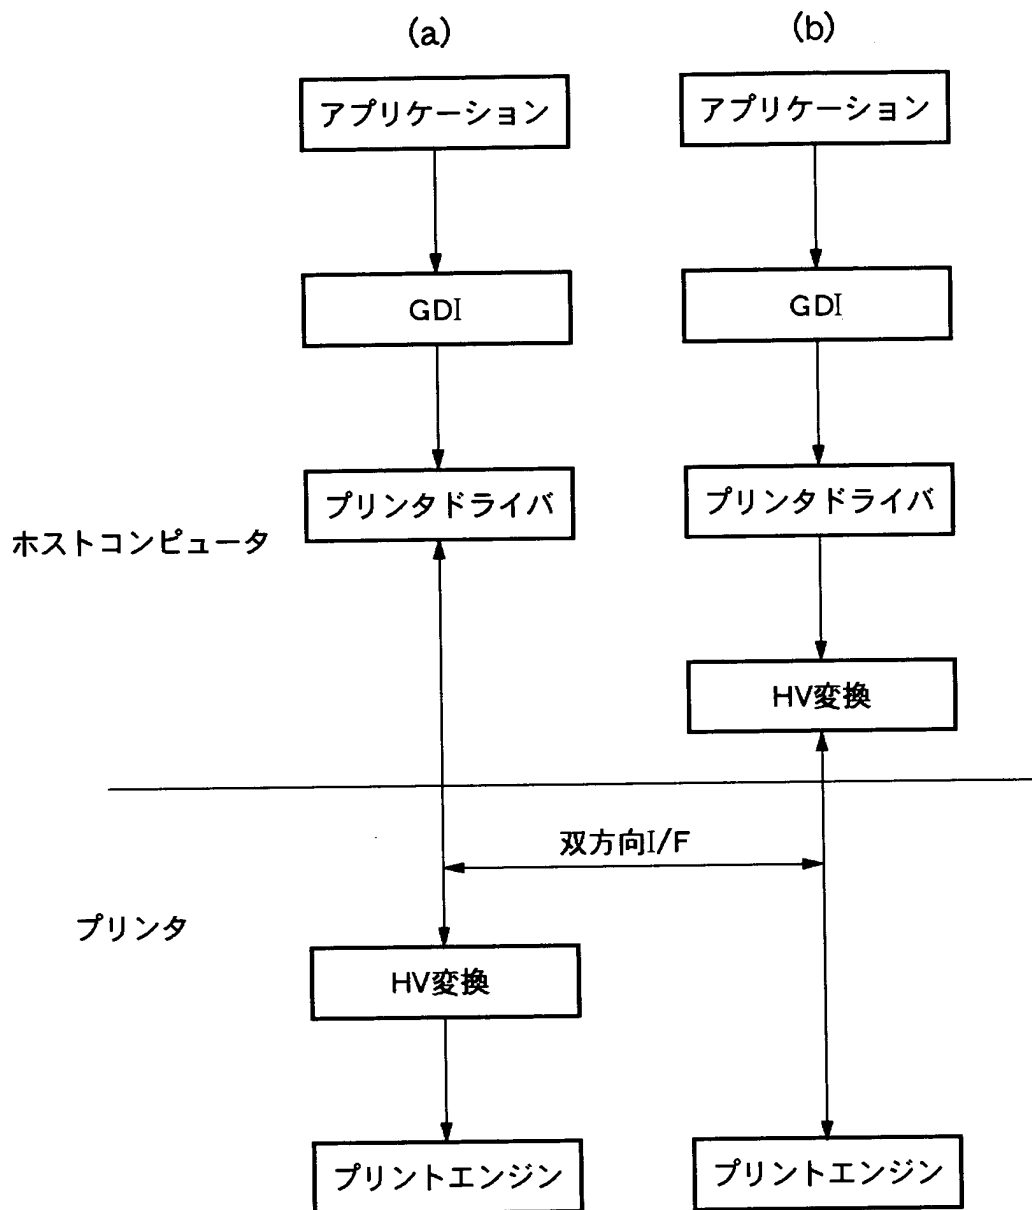 (a)
(b)
アプリケーション
アプリケーション
GDI
GDI
プリンタドライバ
プリンタドライバ
ホストコンピュータ
HV変換
双方向I/F
プリンタ
HV変換
プリントエンジン
プリントエンジン